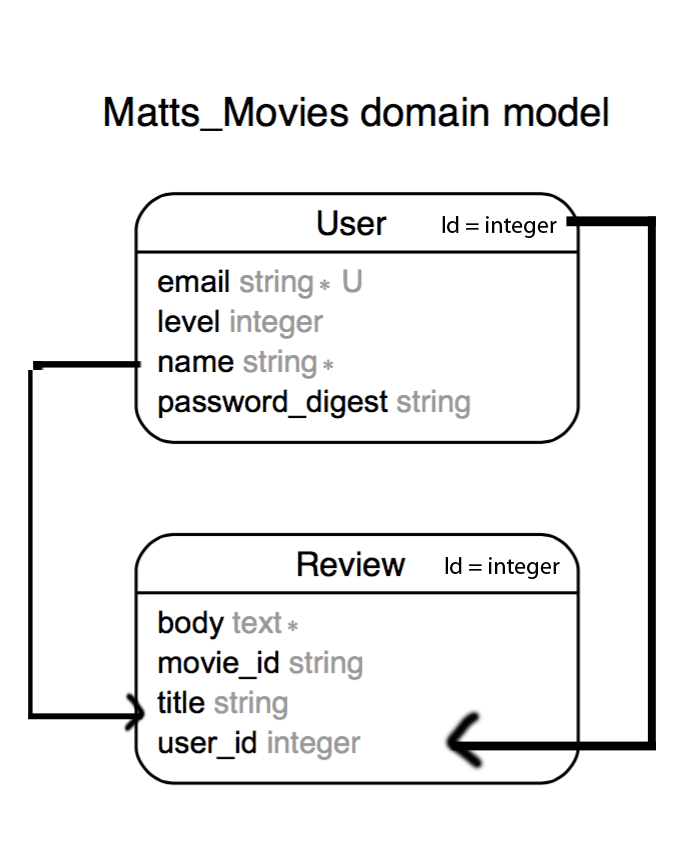 Matts_Movies domain model
User Id = integer
email string * U
level integer
name string *
password_digest string
Review Id = integer
body text *
movie_id string
title string
user_id integer